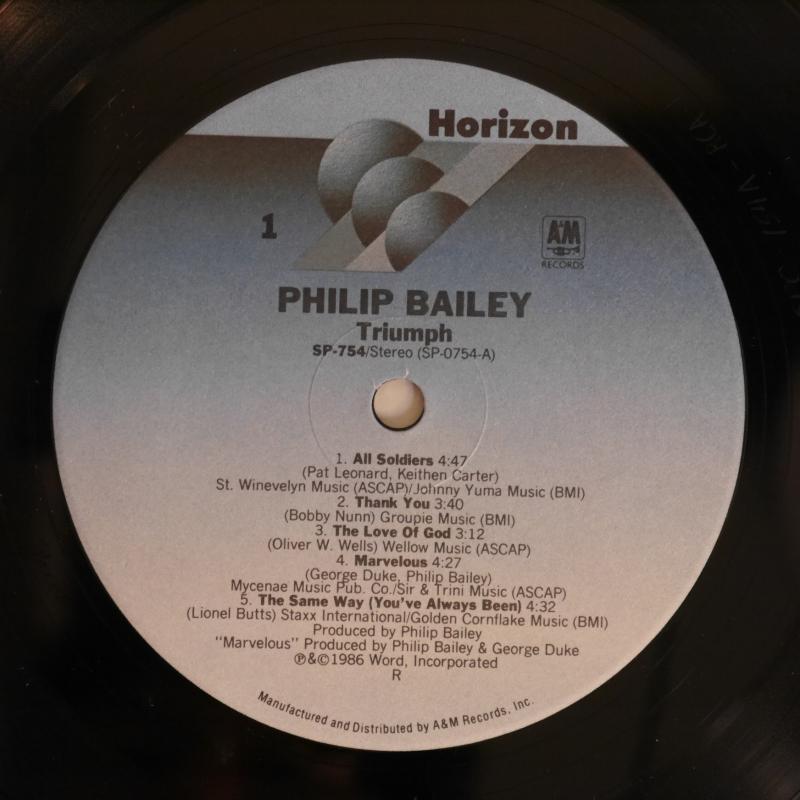 Horizon
1
A&M
RECORDS
PHILIP BAILEY
Triumph
SP-754/Stereo (SP-0754-A)
1. All Soldiers 4:47
(Pat Leonard, Keithen Carter)
St. Winevelyn Music (ASCAP)/Johnny Yuma Music (BMI)
2. Thank You 3:40
(Bobby Nunn) Groupie Music (BMI)
3. The Love Of God 3:12
(Oliver W. Wells) Wellow Music (ASCAP)
4. Marvelous 4:27
(George Duke, Philip Bailey)
Mycenae Music Pub. Co./Sir & Trini Music (ASCAP)
5. The Same Way (You've Always Been) 4:32
(Lionel Butts) Staxx International/Golden Cornflake Music (BMI)
Produced by Philip Bailey
"Marvelous" Produced by Philip Bailey & George Duke
℗&©1986 Word, Incorporated
R
Manufactured and Distributed by A&M Records, Inc.